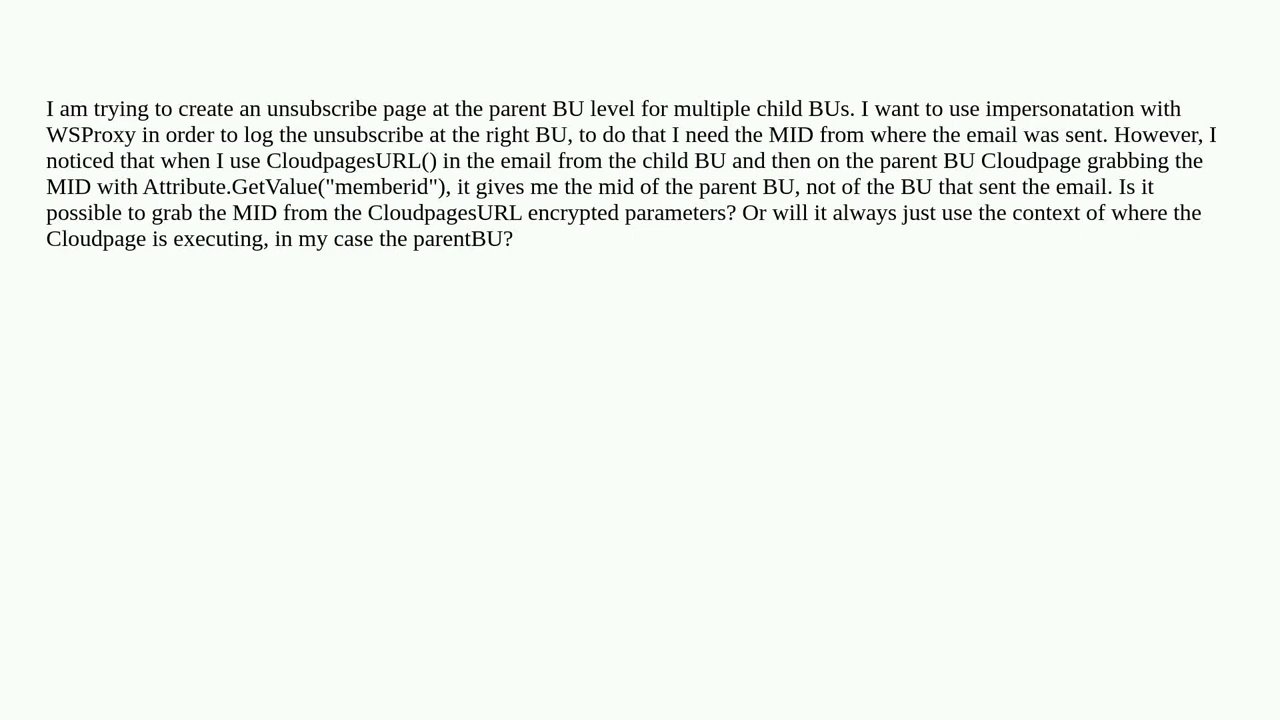 I am trying to create an unsubscribe page at the parent BU level for multiple child BUs. I want to use impersonatation with
WSProxy in order to log the unsubscribe at the right BU, to do that I need the MID from where the email was sent. However, I
noticed that when I use CloudpagesURL() in the email from the child BU and then on the parent BU Cloudpage grabbing the
MID with Attribute.GetValue("memberid"), it gives me the mid of the parent BU, not of the BU that sent the email. Is it
possible to grab the MID from the CloudpagesURL encrypted parameters? Or will it always just use the context of where the
Cloudpage is executing, in my case the parentBU?